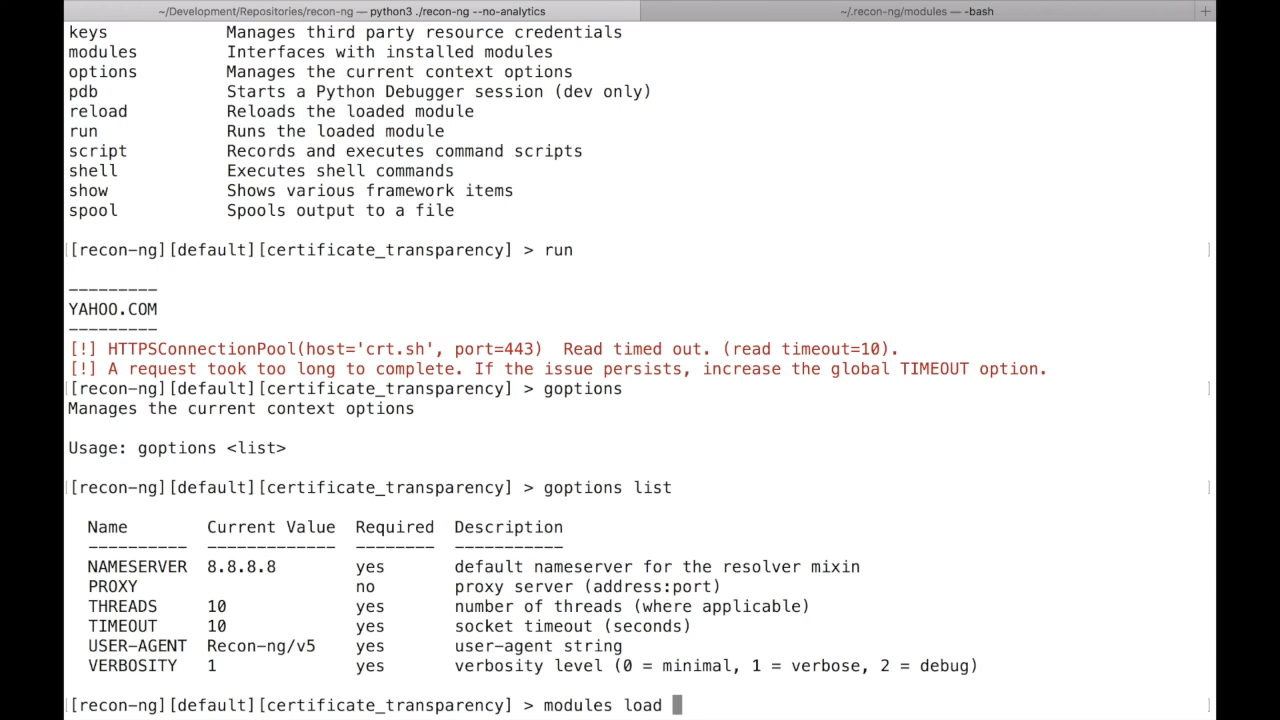 ~/Development/Repositories/recon-ng — python3 ./recon-ng --no-analytics
~/.recon-ng/modules — -bash
keys Manages third party resource credentials
modules Interfaces with installed modules
options Manages the current context options
pdb Starts a Python Debugger session (dev only)
reload Reloads the loaded module
run Runs the loaded module
script Records and executes command scripts
shell Executes shell commands
show Shows various framework items
spool Spools output to a file
[recon-ng][default][certificate_transparency] > run
---------
YAHOO.COM
---------
[!] HTTPSConnectionPool(host='crt.sh', port=443)  Read timed out. (read timeout=10).
[!] A request took too long to complete. If the issue persists, increase the global TIMEOUT option.
[recon-ng][default][certificate_transparency] > goptions
Manages the current context options
Usage: goptions <list>
[recon-ng][default][certificate_transparency] > goptions list
Name Current Value Required Description
---------- ------------- -------- -----------
NAMESERVER 8.8.8.8 yes default nameserver for the resolver mixin
PROXY no proxy server (address:port)
THREADS 10 yes number of threads (where applicable)
TIMEOUT 10 yes socket timeout (seconds)
USER-AGENT Recon-ng/v5 yes user-agent string
VERBOSITY 1 yes verbosity level (0 = minimal, 1 = verbose, 2 = debug)
[recon-ng][default][certificate_transparency] > modules load